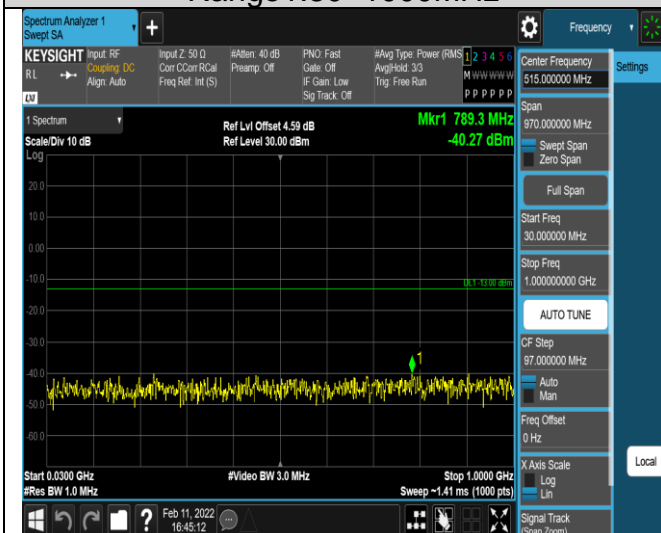 Spectrum Analyzer 1
Swept SA
+
Frequency
KEYSIGHT
RL
LXI
Input: RF
Coupling: DC
Align: Auto
Input Z: 50 Ω
Corr CCorr RCal
Freq Ref: Int (S)
#Atten: 40 dB
Preamp: Off
PNO: Fast
Gate: Off
IF Gain: Low
Sig Track: Off
#Avg Type: Power (RMS
Avg|Hold: 3/3
Trig: Free Run
1 2 3 4 5 6
M W W W W W
P P P P P P
1 Spectrum
Scale/Div 10 dB
Log
Ref Lvl Offset 4.59 dB
Ref Level 30.00 dBm
Mkr1 789.3 MHz
-40.27 dBm
20.0
10.0
0.00
-10.0
-20.0
-30.0
-40.0
-50.0
-60.0
DL1 -13.00 dBm
1
Start 0.0300 GHz
#Res BW 1.0 MHz
#Video BW 3.0 MHz
Stop 1.0000 GHz
Sweep ~1.41 ms (1000 pts)
?
Feb 11, 2022
16:45:12
Center Frequency
515.000000 MHz
Span
970.000000 MHz
Swept Span
Zero Span
Full Span
Start Freq
30.000000 MHz
Stop Freq
1.000000000 GHz
AUTO TUNE
CF Step
97.000000 MHz
Auto
Man
Freq Offset
0 Hz
X Axis Scale
Log
Lin
Signal Track
(Span Zoom)
Settings
Local